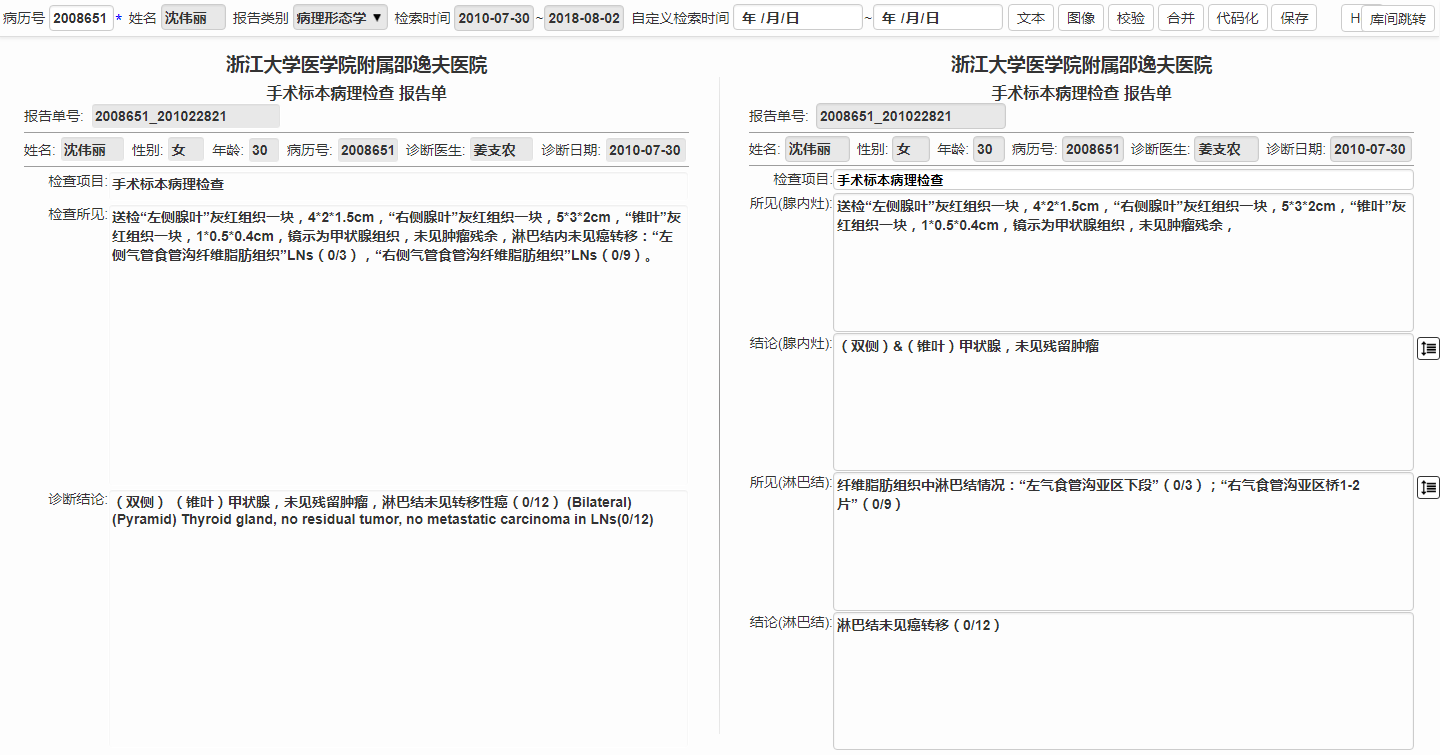 病历号 2008651 * 姓名 沈伟丽 报告类别 病理形态学 ▼ 检索时间 2010-07-30 ~ 2018-08-02 自定义检索时间 年 /月/日 ~ 年 /月/日 文本 图像 校验 合并 代码化 保存 H 库间跳转
浙江大学医学院附属邵逸夫医院
手术标本病理检查 报告单
报告单号: 2008651_201022821
姓名: 沈伟丽 性别: 女 年龄: 30 病历号: 2008651 诊断医生: 姜支农 诊断日期: 2010-07-30
检查项目: 手术标本病理检查
检查所见: 送检“左侧腺叶”灰红组织一块，4*2*1.5cm，“右侧腺叶”灰红组织一块，5*3*2cm，“锥叶”灰
红组织一块，1*0.5*0.4cm，镜示为甲状腺组织，未见肿瘤残余，淋巴结内未见癌转移：“左
侧气管食管沟纤维脂肪组织”LNs（0/3），“右侧气管食管沟纤维脂肪组织”LNs（0/9）。
诊断结论: （双侧）（锥叶）甲状腺，未见残留肿瘤，淋巴结未见转移性癌（0/12） (Bilateral)
(Pyramid) Thyroid gland, no residual tumor, no metastatic carcinoma in LNs(0/12)
浙江大学医学院附属邵逸夫医院
手术标本病理检查 报告单
报告单号: 2008651_201022821
姓名: 沈伟丽 性别: 女 年龄: 30 病历号: 2008651 诊断医生: 姜支农 诊断日期: 2010-07-30
检查项目: 手术标本病理检查
所见(腺内灶): 送检“左侧腺叶”灰红组织一块，4*2*1.5cm，“右侧腺叶”灰红组织一块，5*3*2cm，“锥叶”灰
红组织一块，1*0.5*0.4cm，镜示为甲状腺组织，未见肿瘤残余，
结论(腺内灶): （双侧）&（锥叶）甲状腺，未见残留肿瘤
所见(淋巴结): 纤维脂肪组织中淋巴结情况：“左气食管沟亚区下段”（0/3）；“右气食管沟亚区桥1-2
片”（0/9）
结论(淋巴结): 淋巴结未见癌转移（0/12）